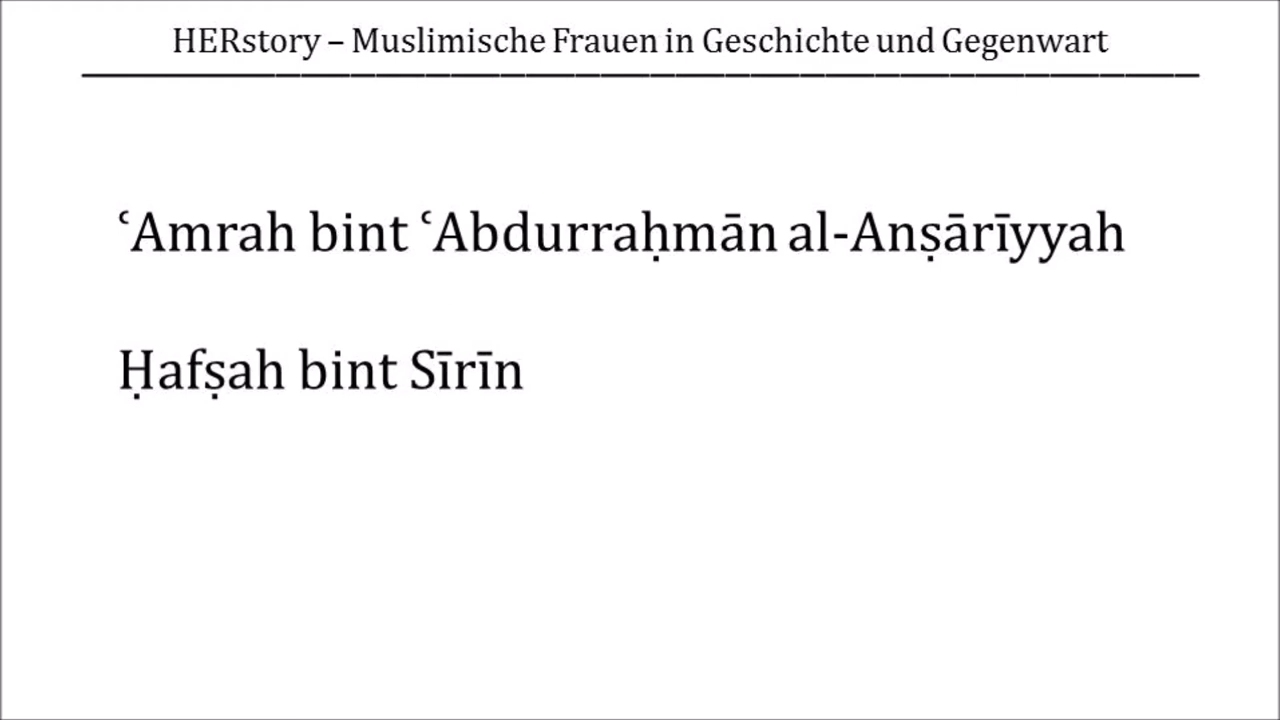 HERstory – Muslimische Frauen in Geschichte und Gegenwart
ʿAmrah bint ʿAbdurraḥmān al-Anṣārīyyah
Ḥafṣah bint Sīrīn